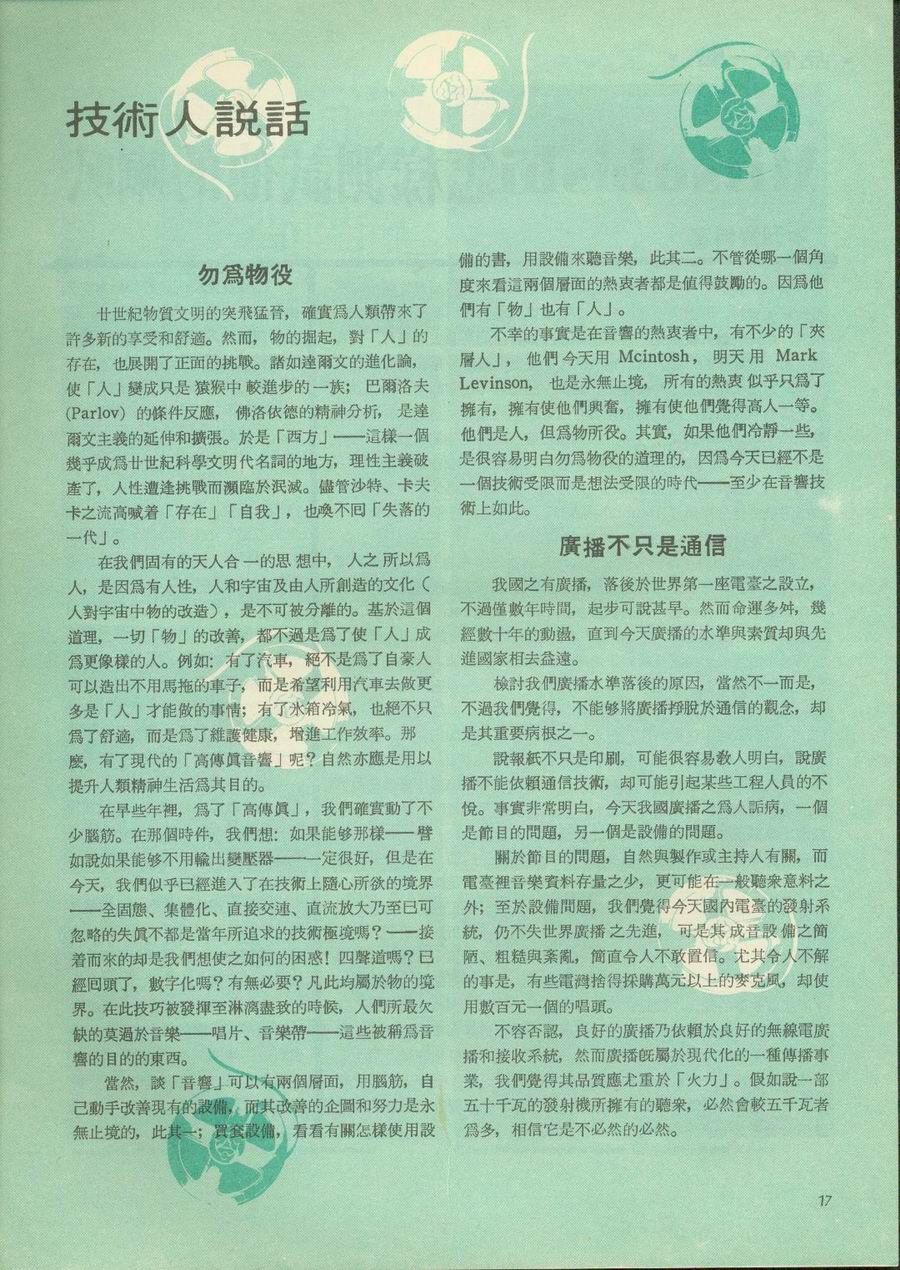 技術人説話
勿爲物役
廿世紀物質文明的突飛猛晉，確實爲人類帶來了
許多新的享受和舒適。然而，物的掘起，對「人」的
存在，也展開了正面的挑戰。諸如達爾文的進化論，
使「人」變成只是猿猴中較進步的一族；巴爾洛夫
(Parlov) 的條件反應，佛洛依德的精神分析，是達
爾文主義的延伸和擴張。於是「西方」——這樣一個
幾乎成爲廿世紀科學文明代名詞的地方，理性主義破
產了，人性遭逢挑戰而瀕臨於泯滅。儘管沙特、卡夫
卡之流高喊着「存在」「自我」，也喚不囘「失落的
一代」。
在我們固有的天人合一的思想中，人之所以爲
人，是因爲有人性，人和宇宙及由人所創造的文化（
人對宇宙中物的改造），是不可被分離的。基於這個
道理，一切「物」的改善，都不過是爲了使「人」成
爲更像樣的人。例如：有了汽車，絕不是爲了自豪人
可以造出不用馬拖的車子，而是希望利用汽車去做更
多是「人」才能做的事情；有了氷箱冷氣，也絕不只
爲了舒適，而是爲了維護健康，增進工作效率。那
麽，有了現代的「高傳眞音響」呢？自然亦應是用以
提升人類精神生活爲其目的。
在早些年裡，爲了「高傳眞」，我們確實動了不
少腦筋。在那個時件，我們想：如果能够那樣——譬
如說如果能够不用輸出變壓器——一定很好，但是在
今天，我們似乎已經進入了在技術上隨心所欲的境界
——全固態、集體化、直接交連、直流放大乃至已可
忽略的失眞不都是當年所追求的技術極境嗎？——接
着而來的却是我們想使之如何的困惑！四聲道嗎？已
經囘頭了，數字化嗎？有無必要？凡此均屬於物的境
界。在此技巧被發揮至淋漓盡致的時候，人們所最欠
缺的莫過於音樂——唱片、音樂帶——這些被稱爲音
響的目的的東西。
當然，談「音響」可以有兩個層面，用腦筋，自
己動手改善現有的設備，而其改善的企圖和努力是永
無止境的，此其一；買套設備，看看有關怎樣使用設
備的書，用設備來聽音樂，此其二。不管從哪一個角
度來看這兩個層面的熱衷者都是值得鼓勵的。因爲他
們有「物」也有「人」。
不幸的事實是在音響的熱衷者中，有不少的「夾
層人」，他們今天用 Mcintosh，明天用 Mark
Levinson，也是永無止境，所有的熱衷似乎只爲了
擁有，擁有使他們興奮，擁有使他們覺得高人一等。
他們是人，但爲物所役。其實，如果他們冷靜一些，
是很容易明白勿爲物役的道理的，因爲今天已經不是
一個技術受限而是想法受限的時代——至少在音響技
術上如此。
廣播不只是通信
我國之有廣播，落後於世界第一座電臺之設立，
不過僅數年時間，起步可說甚早。然而命運多舛，幾
經數十年的動盪，直到今天廣播的水準與素質却與先
進國家相去益遠。
檢討我們廣播水準落後的原因，當然不一而是，
不過我們覺得，不能够將廣播掙脫於通信的觀念，却
是其重要病根之一。
說報紙不只是印刷，可能很容易敎人明白，說廣
播不能依賴通信技術，却可能引起某些工程人員的不
悅。事實非常明白，今天我國廣播之爲人詬病，一個
是節目的問題，另一個是設備的問題。
關於節目的問題，自然與製作或主持人有關，而
電臺裡音樂資料存量之少，更可能在一般聽衆意料之
外；至於設備問題，我們覺得今天國內電臺的發射系
統，仍不失世界廣播之先進，可是其成音設備之簡
陋、粗糙與紊亂，簡直令人不敢置信。尤其令人不解
的事是，有些電灣捨得採購萬元以上的麥克風，却使
用數百元一個的唱頭。
不容否認，良好的廣播乃依賴於良好的無線電廣
播和接收系統，然而廣播旣屬於現代化的一種傳播事
業，我們覺得其品質應尤重於「火力」。假如說一部
五十千瓦的發射機所擁有的聽衆，必然會較五千瓦者
爲多，相信它是不必然的必然。
17